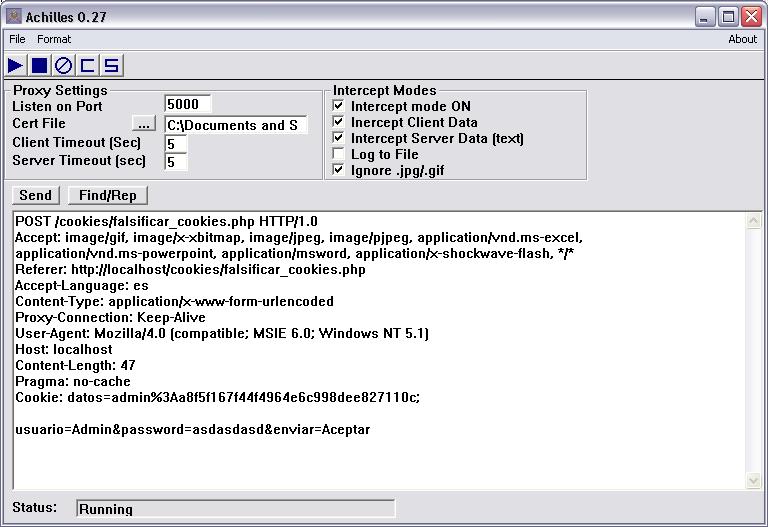 Achilles 0.27
File Format About
Proxy Settings
Listen on Port 5000
Cert File ... C:\Documents and S
Client Timeout (Sec) 5
Server Timeout (sec) 5
Intercept Modes
Intercept mode ON
Inercept Client Data
Intercept Server Data (text)
Log to File
Ignore .jpg/.gif
Send Find/Rep
POST /cookies/falsificar_cookies.php HTTP/1.0
Accept: image/gif, image/x-xbitmap, image/jpeg, image/pjpeg, application/vnd.ms-excel,
application/vnd.ms-powerpoint, application/msword, application/x-shockwave-flash, */*
Referer: http://localhost/cookies/falsificar_cookies.php
Accept-Language: es
Content-Type: application/x-www-form-urlencoded
Proxy-Connection: Keep-Alive
User-Agent: Mozilla/4.0 (compatible; MSIE 6.0; Windows NT 5.1)
Host: localhost
Content-Length: 47
Pragma: no-cache
Cookie: datos=admin%3Aa8f5f167f44f4964e6c998dee827110c;
usuario=Admin&password=asdasdasd&enviar=Aceptar
Status: Running